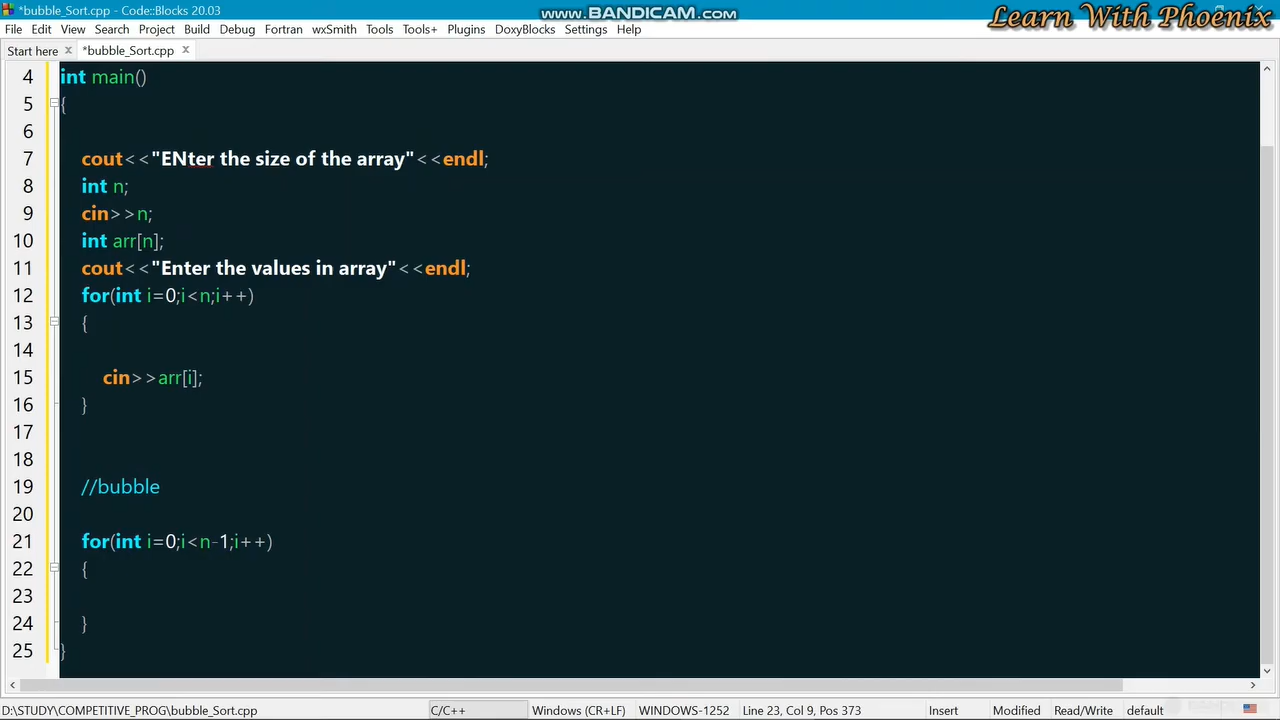 *bubble_Sort.cpp - Code::Blocks 20.03
www.BANDICAM.com
Learn With Phoenix
File Edit View Search Project Build Debug Fortran wxSmith Tools Tools+ Plugins DoxyBlocks Settings Help
Start here *bubble_Sort.cpp
4 int main()
5 {
6
7 cout<<"ENter the size of the array"<<endl;
8 int n;
9 cin>>n;
10 int arr[n];
11 cout<<"Enter the values in array"<<endl;
12 for(int i=0;i<n;i++)
13 {
14
15 cin>>arr[i];
16 }
17
18
19 //bubble
20
21 for(int i=0;i<n-1;i++)
22 {
23
24 }
25 }
D:\STUDY\COMPETITIVE_PROG\bubble_Sort.cpp C/C++ Windows (CR+LF) WINDOWS-1252 Line 23, Col 9, Pos 373 Insert Modified Read/Write default